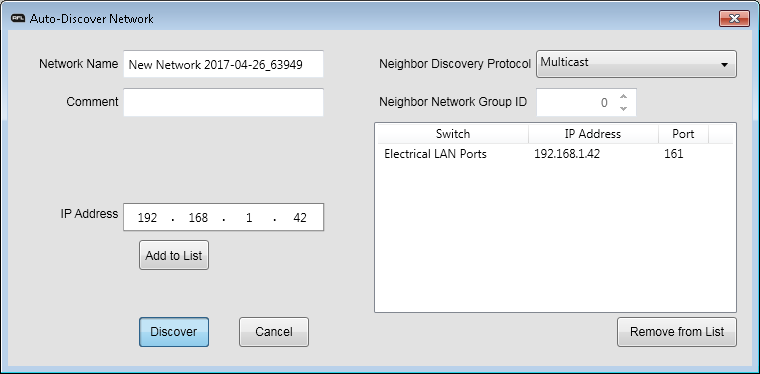 AFL Auto-Discover Network
Network Name New Network 2017-04-26_63949
Neighbor Discovery Protocol Multicast
Comment
Neighbor Network Group ID 0
Switch IP Address Port
Electrical LAN Ports 192.168.1.42 161
IP Address 192 . 168 . 1 . 42
Add to List
Discover Cancel
Remove from List